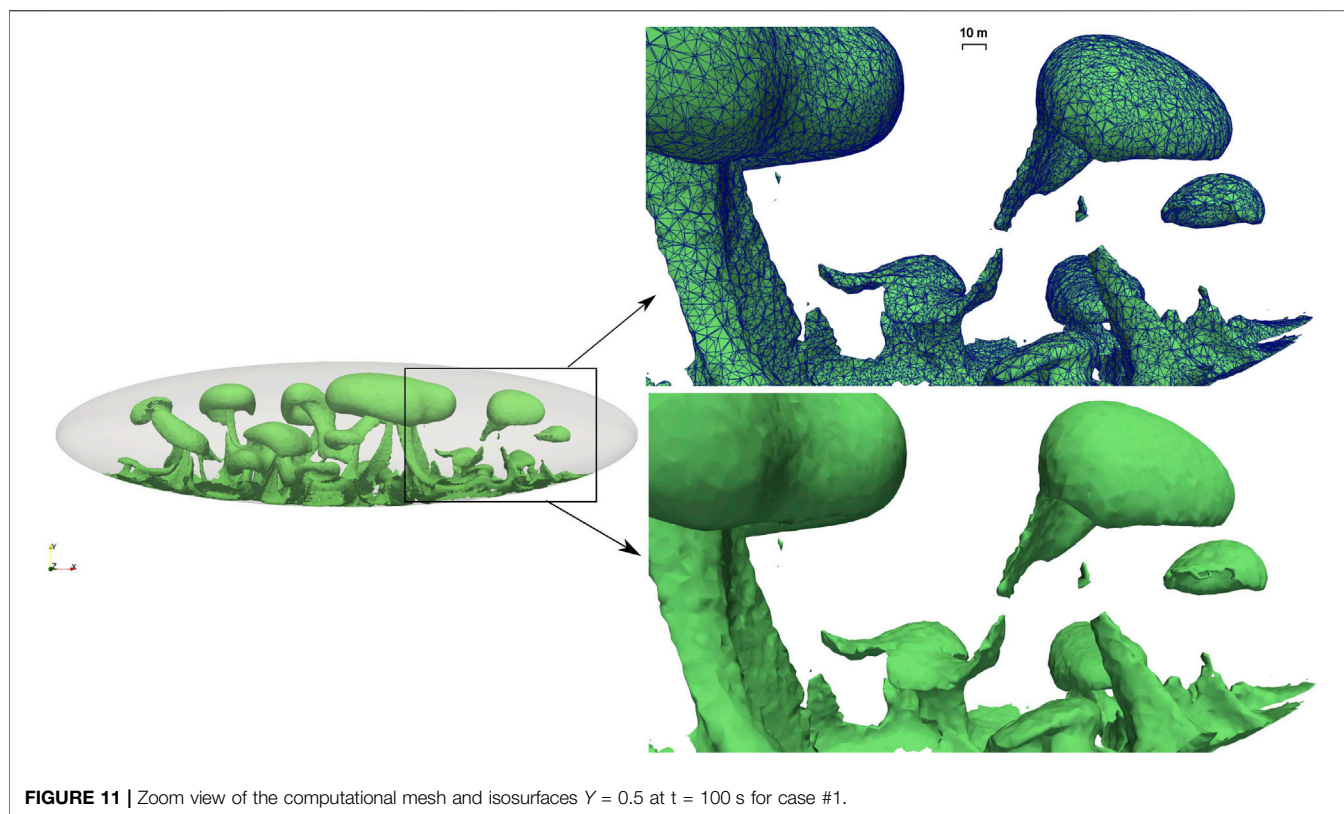 10 m
Y
Z
X
FIGURE 11 | Zoom view of the computational mesh and isosurfaces Y = 0.5 at t = 100 s for case #1.